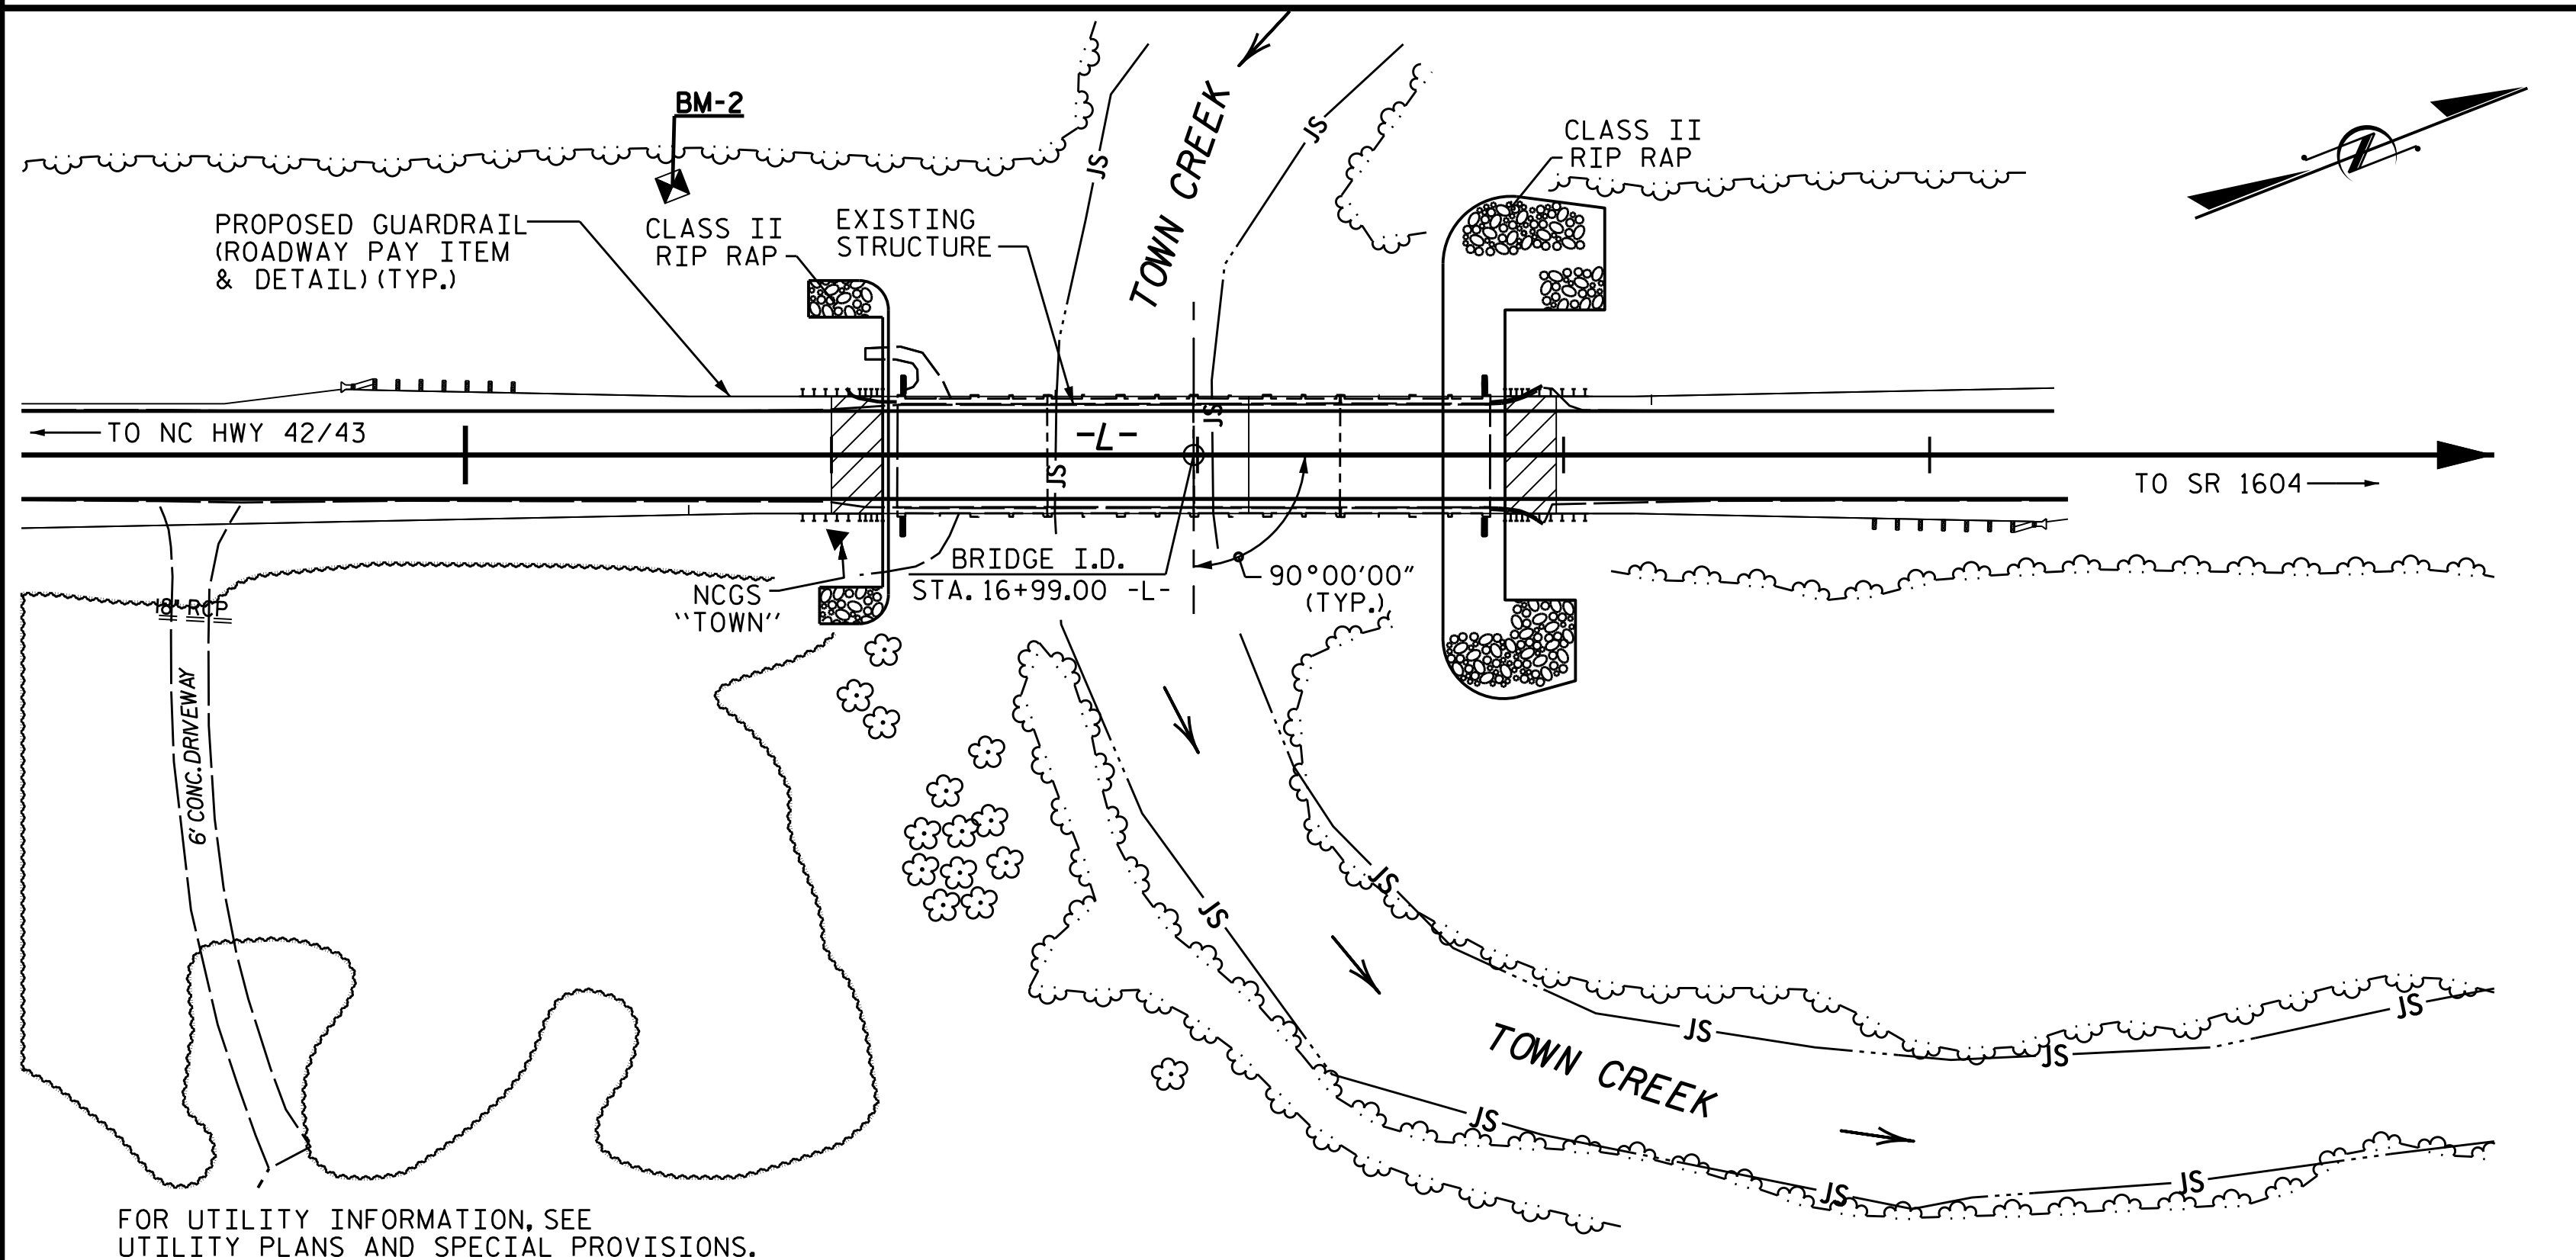 BM-2
TOWN CREEK
JS
JS
CLASS II
RIP RAP
PROPOSED GUARDRAIL
(ROADWAY PAY ITEM
& DETAIL) (TYP.)
CLASS II
RIP RAP
EXISTING
STRUCTURE
TO NC HWY 42/43
-L-
JS
JS
TO SR 1604
BRIDGE I.D.
STA. 16+99.00 -L-
90°00'00"
(TYP.)
NCGS
"TOWN"
18" RCP
6' CONC. DRIVEWAY
JS
JS
TOWN CREEK
JS
JS
JS
JS
JS
JS
FOR UTILITY INFORMATION, SEE
UTILITY PLANS AND SPECIAL PROVISIONS.